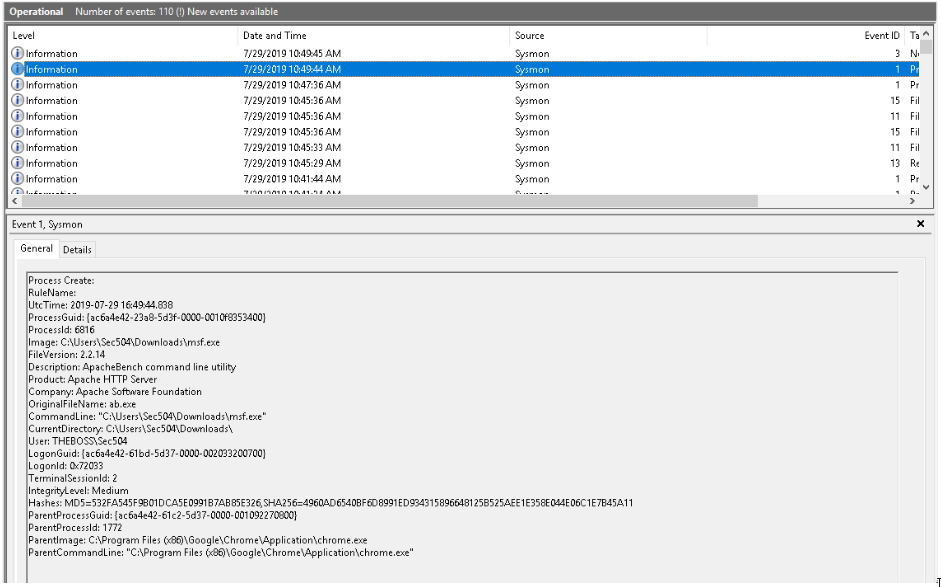 Operational Number of events: 110 (!) New events available
Level Date and Time Source Event ID Ta
Information 7/29/2019 10:49:45 AM Sysmon 3 Ne
Information 7/29/2019 10:49:44 AM Sysmon 1 Pr
Information 7/29/2019 10:47:36 AM Sysmon 1 Pr
Information 7/29/2019 10:45:36 AM Sysmon 15 Fil
Information 7/29/2019 10:45:36 AM Sysmon 11 Fil
Information 7/29/2019 10:45:36 AM Sysmon 15 Fil
Information 7/29/2019 10:45:33 AM Sysmon 11 Fil
Information 7/29/2019 10:45:29 AM Sysmon 13 Re
Information 7/29/2019 10:41:44 AM Sysmon 1 Pr
Event 1, Sysmon
General Details
Process Create:
RuleName:
UtcTime: 2019-07-29 16:49:44.838
ProcessGuid: {ac6a4e42-23a8-5d3f-0000-0010f8353400}
ProcessId: 6816
Image: C:\Users\Sec504\Downloads\msf.exe
FileVersion: 2.2.14
Description: ApacheBench command line utility
Product: Apache HTTP Server
Company: Apache Software Foundation
OriginalFileName: ab.exe
CommandLine: "C:\Users\Sec504\Downloads\msf.exe"
CurrentDirectory: C:\Users\Sec504\Downloads\
User: THEBOSS\Sec504
LogonGuid: {ac6a4e42-61bd-5d37-0000-002033200700}
LogonId: 0x72033
TerminalSessionId: 2
IntegrityLevel: Medium
Hashes: MD5=532FA545F9B01DCA5E0991B7AB85E326,SHA256=4960AD6540BF6D8991ED934315896648125B525AEE1E358E044E06C1E7B45A11
ParentProcessGuid: {ac6a4e42-61c2-5d37-0000-001092270800}
ParentProcessId: 1772
ParentImage: C:\Program Files (x86)\Google\Chrome\Application\chrome.exe
ParentCommandLine: "C:\Program Files (x86)\Google\Chrome\Application\chrome.exe"